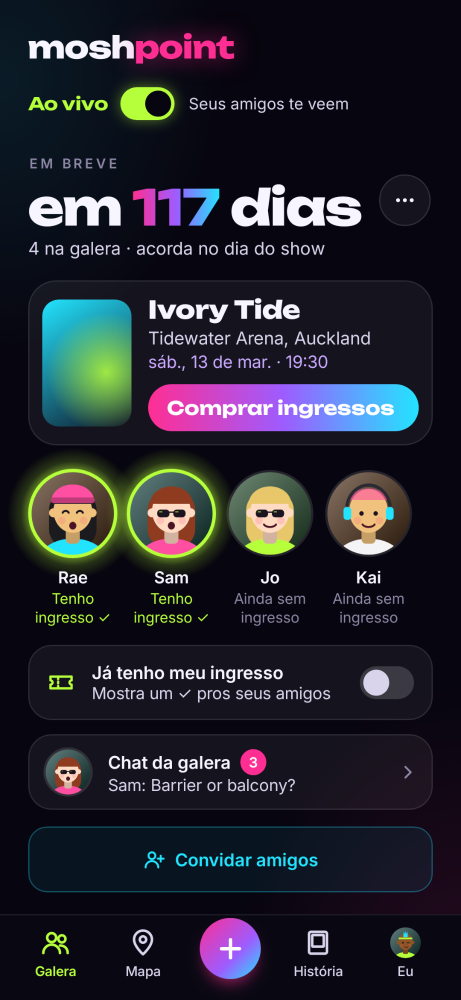 moshpoint
Ao vivo
Seus amigos te veem
EM BREVE
em 117 dias
4 na galera · acorda no dia do show
Ivory Tide
Tidewater Arena, Auckland
sáb., 13 de mar. · 19:30
Comprar ingressos
Rae
Tenho
ingresso ✓
Sam
Tenho
ingresso ✓
Jo
Ainda sem
ingresso
Kai
Ainda sem
ingresso
Já tenho meu ingresso
Mostra um ✓ pros seus amigos
Chat da galera 3
Sam: Barrier or balcony?
Convidar amigos
Galera
Mapa
História
Eu